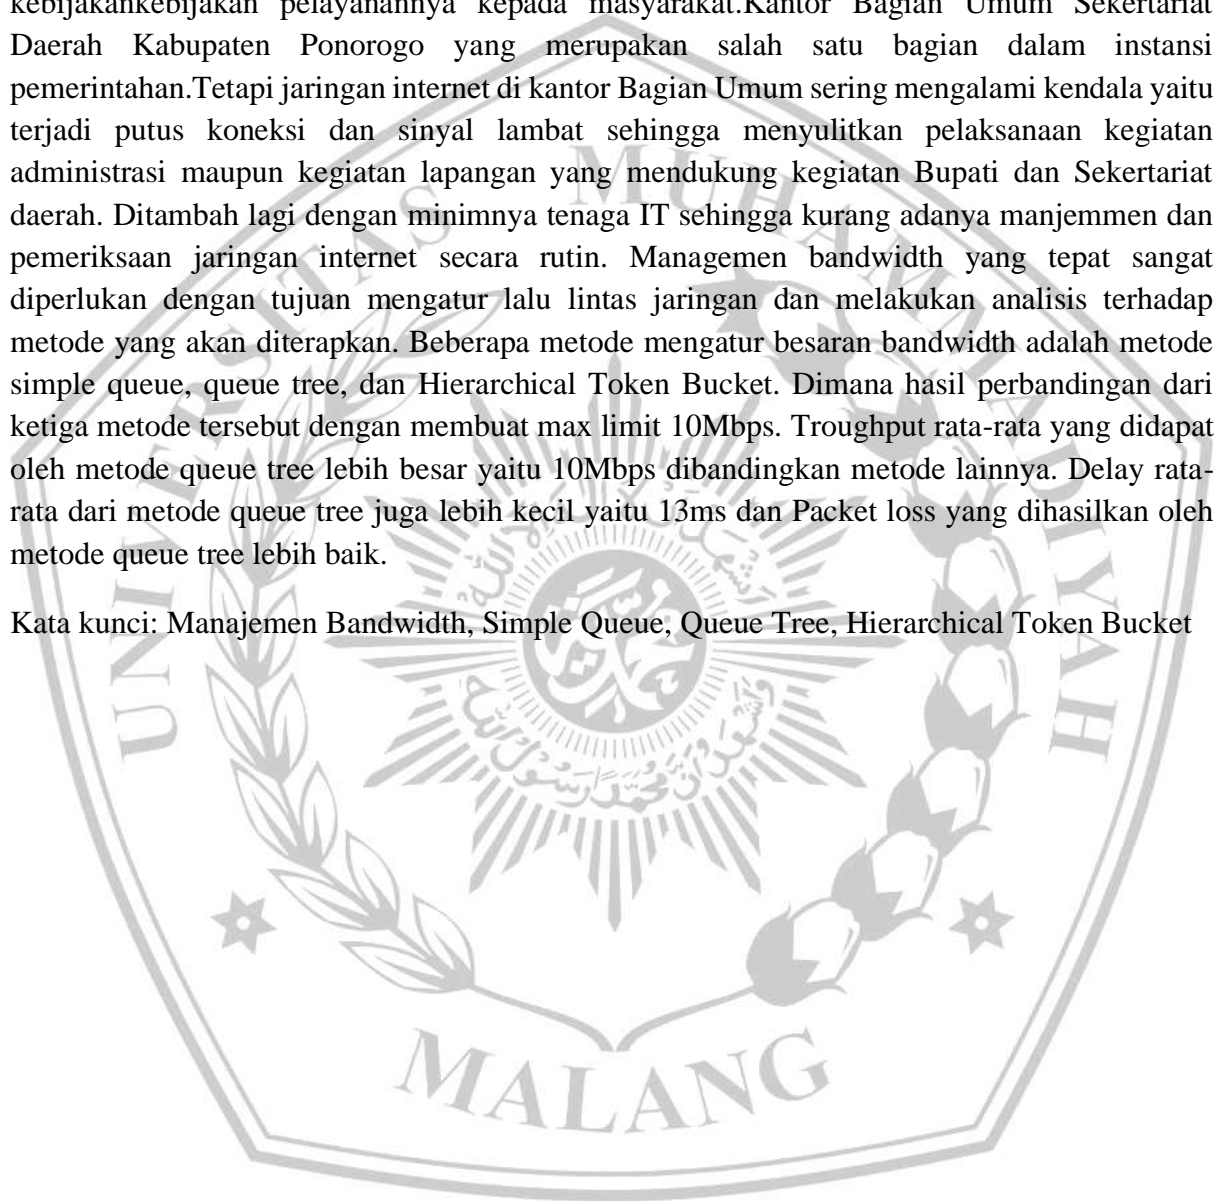 kebijakankebijakan pelayanannya kepada masyarakat.Kantor Bagian Umum Sekertariat
Daerah Kabupaten Ponorogo yang merupakan salah satu bagian dalam instansi
pemerintahan.Tetapi jaringan internet di kantor Bagian Umum sering mengalami kendala yaitu
terjadi putus koneksi dan sinyal lambat sehingga menyulitkan pelaksanaan kegiatan
administrasi maupun kegiatan lapangan yang mendukung kegiatan Bupati dan Sekertariat
daerah. Ditambah lagi dengan minimnya tenaga IT sehingga kurang adanya manjemmen dan
pemeriksaan jaringan internet secara rutin. Managemen bandwidth yang tepat sangat
diperlukan dengan tujuan mengatur lalu lintas jaringan dan melakukan analisis terhadap
metode yang akan diterapkan. Beberapa metode mengatur besaran bandwidth adalah metode
simple queue, queue tree, dan Hierarchical Token Bucket. Dimana hasil perbandingan dari
ketiga metode tersebut dengan membuat max limit 10Mbps. Troughput rata-rata yang didapat
oleh metode queue tree lebih besar yaitu 10Mbps dibandingkan metode lainnya. Delay rata-
rata dari metode queue tree juga lebih kecil yaitu 13ms dan Packet loss yang dihasilkan oleh
metode queue tree lebih baik.
Kata kunci: Manajemen Bandwidth, Simple Queue, Queue Tree, Hierarchical Token Bucket
UNIVERSITAS MUHAMMADIYAH
MALANG